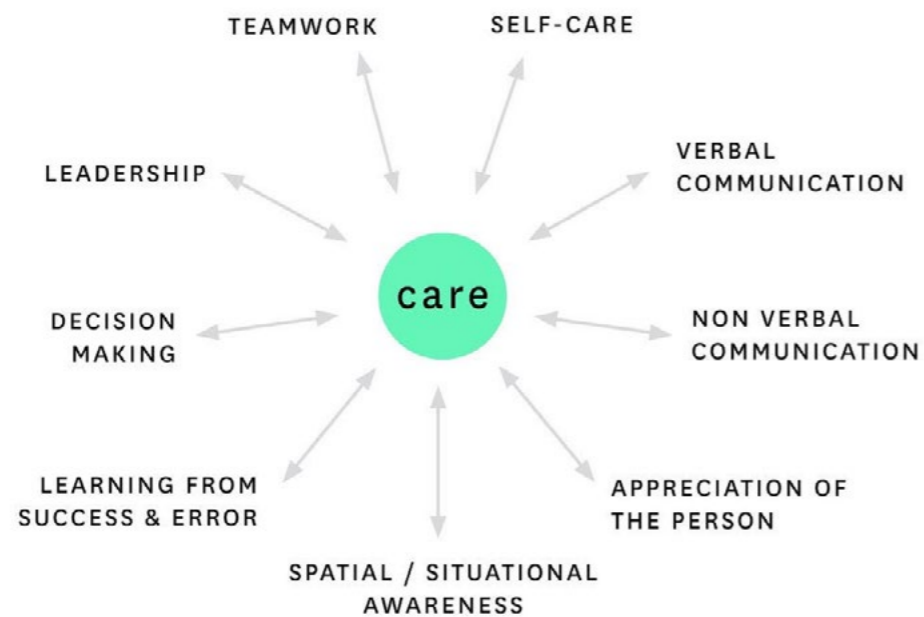 TEAMWORK
SELF-CARE
LEADERSHIP
VERBAL
COMMUNICATION
care
DECISION
MAKING
NON VERBAL
COMMUNICATION
LEARNING FROM
SUCCESS & ERROR
APPRECIATION OF
THE PERSON
SPATIAL / SITUATIONAL
AWARENESS